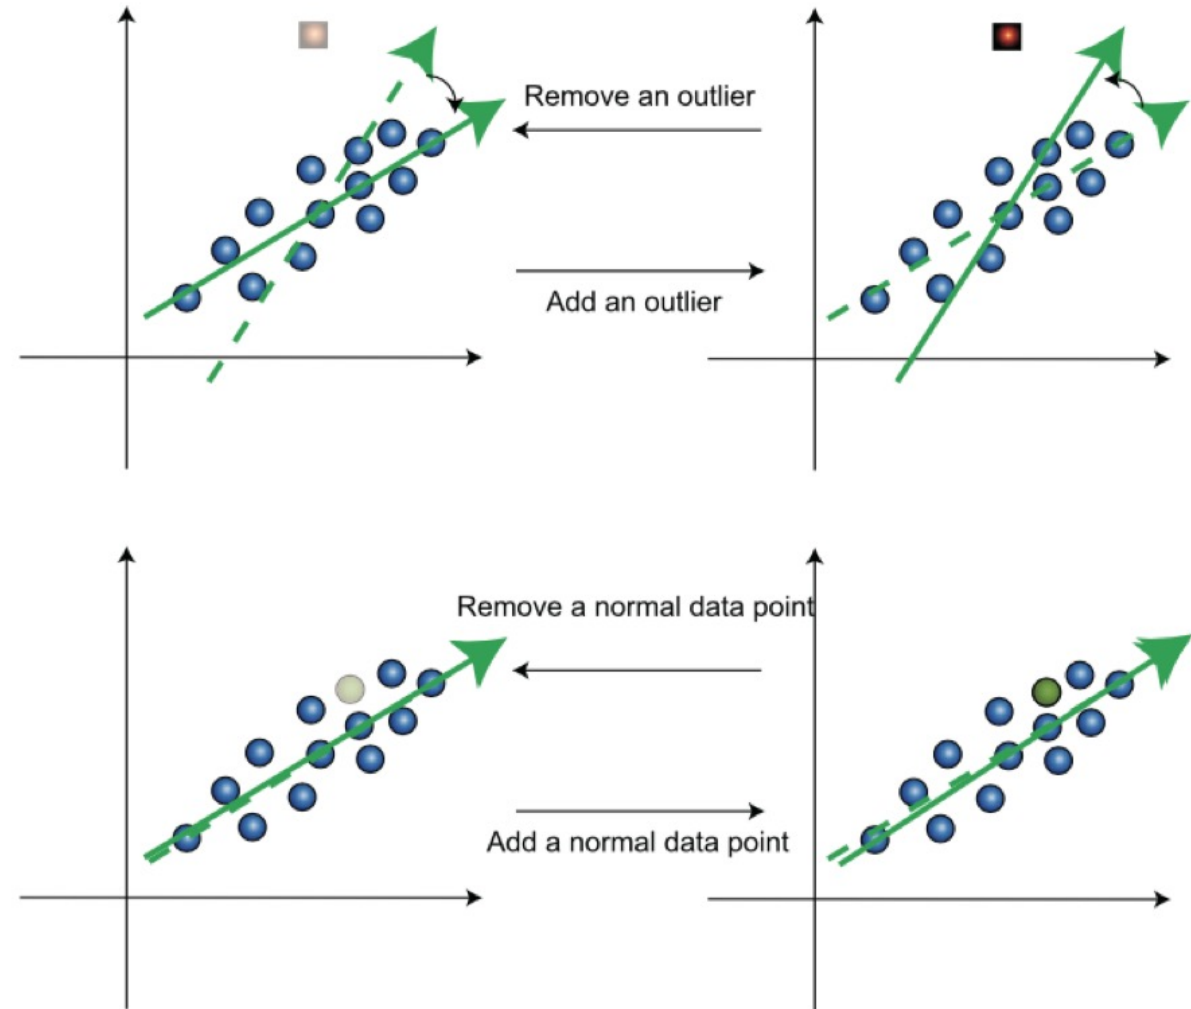 Remove an outlier
Add an outlier
Remove a normal data point
Add a normal data point